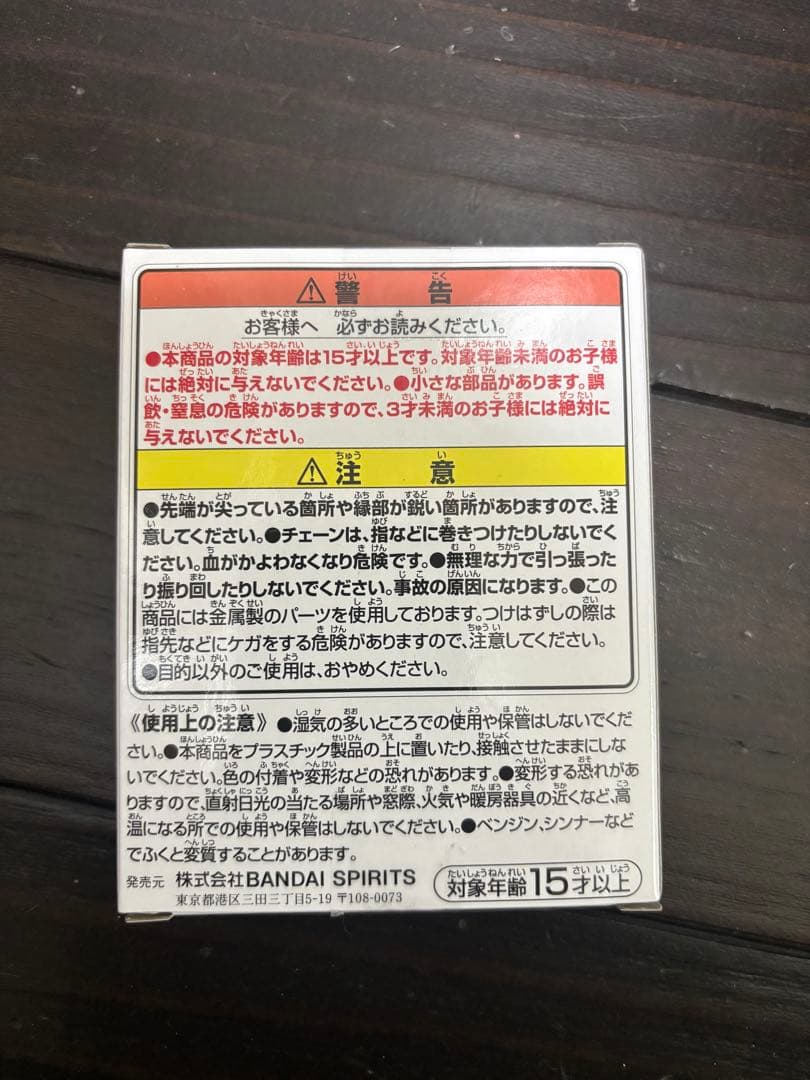 ⚠警告
お客様へ 必ずお読みください。
●本商品の対象年齢は15才以上です。対象年齢未満のお子様
には絶対に与えないでください。●小さな部品があります。誤
飲・窒息の危険がありますので、3才未満のお子様には絶対に
与えないでください。
⚠注意
●先端が尖っている箇所や縁部が鋭い箇所がありますので、注
意してください。●チェーンは、指などに巻きつけたりしないでく
ださい。血がかよわなくなり危険です。●無理な力で引っ張った
り振り回したりしないでください。事故の原因になります。●この
商品には金属製のパーツを使用しております。つけはずしの際は
指先などにケガをする危険がありますので、注意してください。
●目的以外のご使用は、おやめください。
《使用上の注意》●湿気の多いところでの使用や保管はしないでくだ
さい。●本商品をプラスチック製品の上に置いたり、接触させたままにしな
いでください。色の付着や変形などの恐れがあります。●変形する恐れがあ
りますので、直射日光の当たる場所や窓際、火気や暖房器具の近くなど、高
温になる所での使用や保管はしないでください。●ベンジン、シンナーなど
でふくと変質することがあります。
発売元 株式会社BANDAI SPIRITS
東京都港区三田三丁目5-19 〒108-0073
対象年齢15才以上